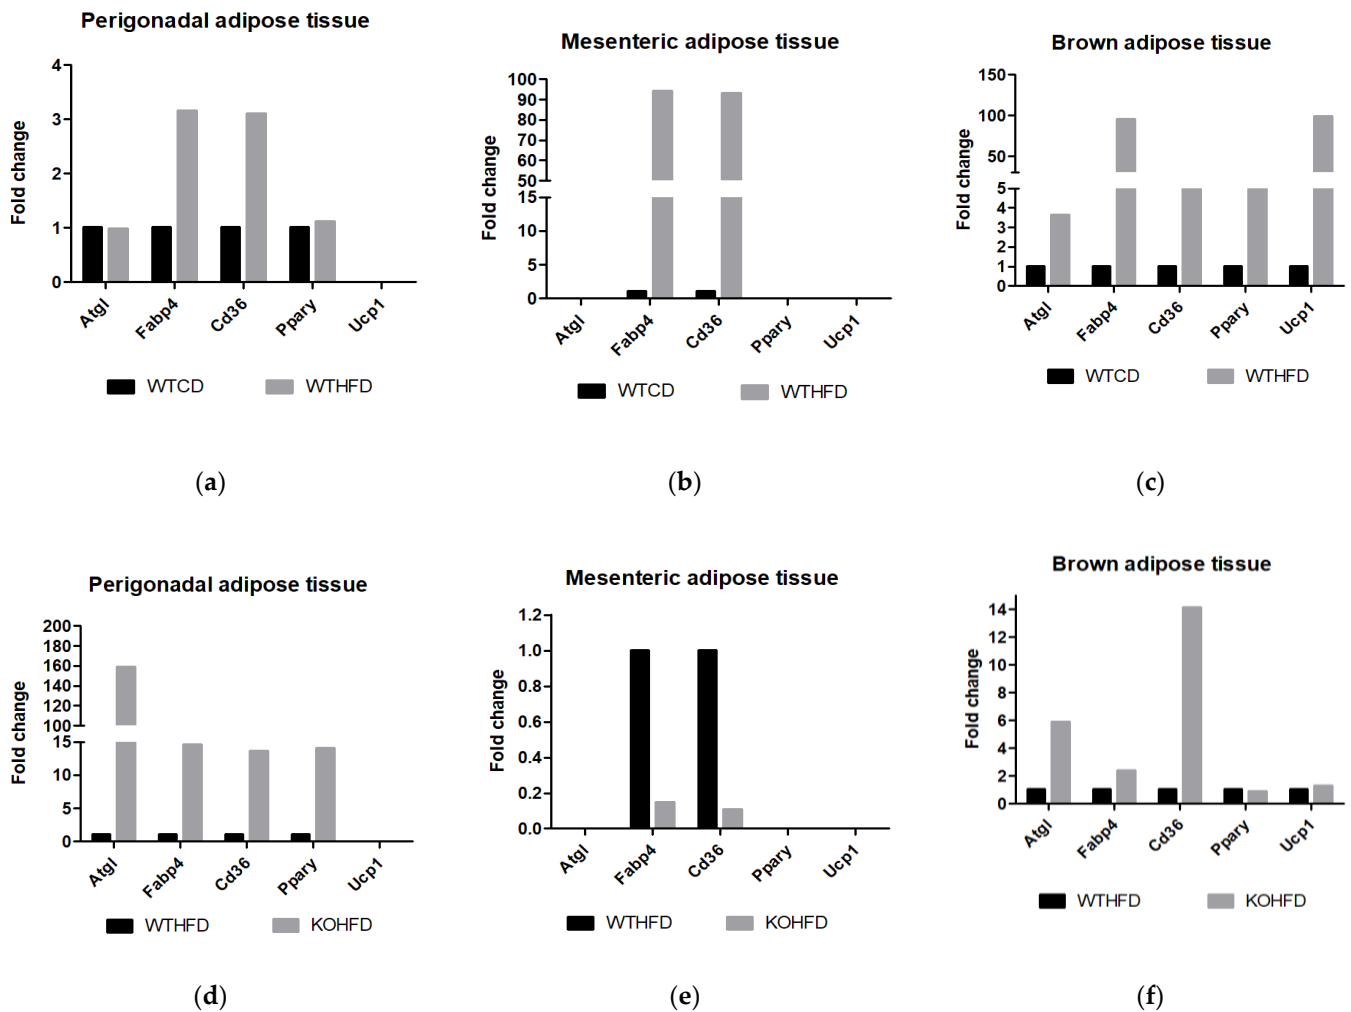 Perigonadal adipose tissue
Fold change
4
3
2
1
0
Atgl
Fabp4
Cd36
Ppary
Ucp1
WTCD
WTHFD
(a)
Mesenteric adipose tissue
Fold change
100
90
80
70
60
50
15
10
5
0
Atgl
Fabp4
Cd36
Ppary
Ucp1
WTCD
WTHFD
(b)
Brown adipose tissue
Fold change
150
100
50
5
4
3
2
1
0
Atgl
Fabp4
Cd36
Ppary
Ucp1
WTCD
WTHFD
(c)
Perigonadal adipose tissue
Fold change
200
180
160
140
120
100
15
10
5
0
Atgl
Fabp4
Cd36
Ppary
Ucp1
WTHFD
KOHFD
(d)
Mesenteric adipose tissue
Fold change
1.2
1.0
0.8
0.6
0.4
0.2
0.0
Atgl
Fabp4
Cd36
Ppary
Ucp1
WTHFD
KOHFD
(e)
Brown adipose tissue
Fold change
14
12
10
8
6
4
2
0
Atgl
Fabp4
Cd36
Ppary
Ucp1
WTHFD
KOHFD
(f)